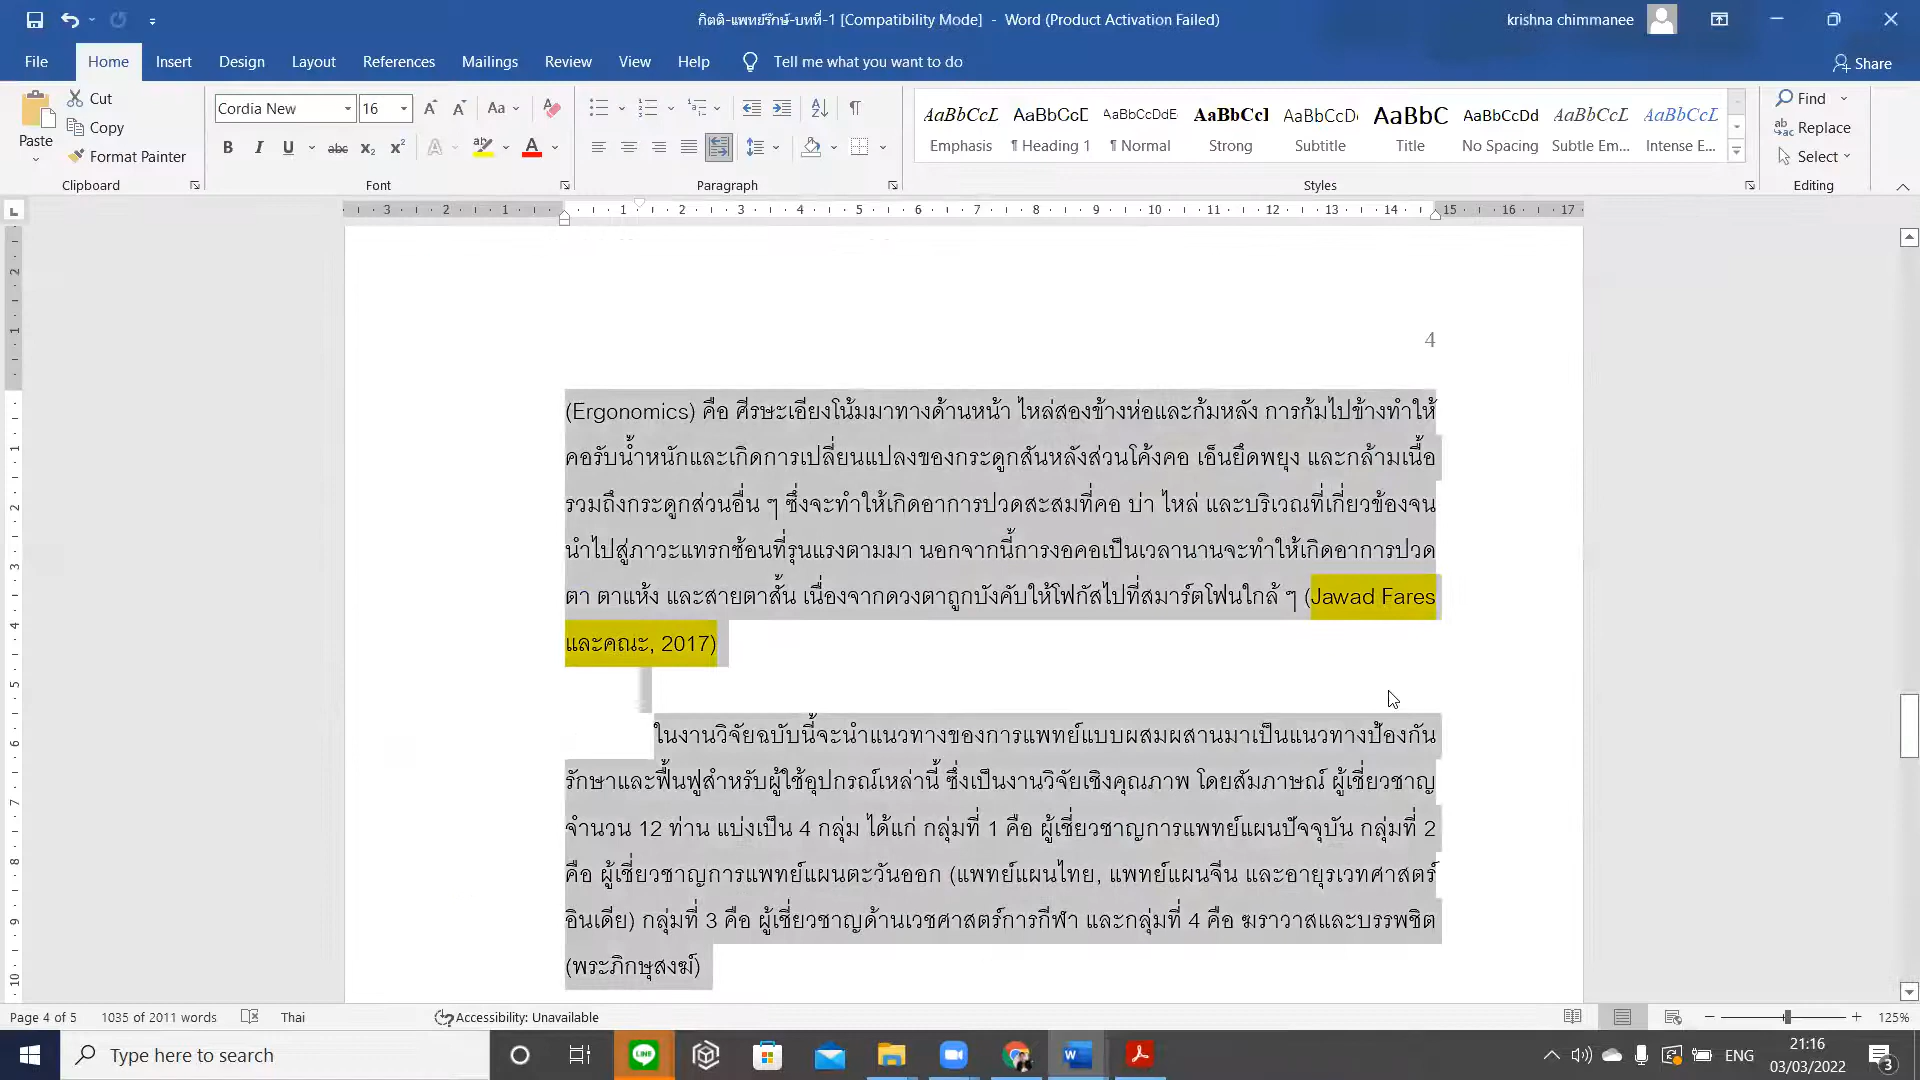 กิตติ-แพทย์รักษ์-บทที่-1 [Compatibility Mode] - Word (Product Activation Failed)
krishna chimmanee
File Home Insert Design Layout References Mailings Review View Help Tell me what you want to do Share
Paste Cut Copy Format Painter Clipboard
Cordia New 16 Font
Paragraph
AaBbCcL AaBbCcE AaBbCcDdE AaBbCcI AaBbCcD AaBbC AaBbCcDd AaBbCcL AaBbCcL
Emphasis ¶ Heading 1 ¶ Normal Strong Subtitle Title No Spacing Subtle Em... Intense E...
Styles
Find Replace Select Editing
3 2 1 1 2 3 4 5 6 7 8 9 10 11 12 13 14 15 16 17
4
(Ergonomics) คือ ศีรษะเอียงโน้มมาทางด้านหน้า ไหล่สองข้างห่อและก้มหลัง การก้มไปข้างทำให้
คอรับน้ำหนักและเกิดการเปลี่ยนแปลงของกระดูกสันหลังส่วนโค้งคอ เอ็นยึดพยุง และกล้ามเนื้อ
รวมถึงกระดูกส่วนอื่น ๆ ซึ่งจะทำให้เกิดอาการปวดสะสมที่คอ บ่า ไหล่ และบริเวณที่เกี่ยวข้องจน
นำไปสู่ภาวะแทรกซ้อนที่รุนแรงตามมา นอกจากนี้การงอคอเป็นเวลานานจะทำให้เกิดอาการปวด
ตา ตาแห้ง และสายตาสั้น เนื่องจากดวงตาถูกบังคับให้โฟกัสไปที่สมาร์ตโฟนใกล้ ๆ (Jawad Fares
และคณะ, 2017)
ในงานวิจัยฉบับนี้จะนำแนวทางของการแพทย์แบบผสมผสานมาเป็นแนวทางป้องกัน
รักษาและฟื้นฟูสำหรับผู้ใช้อุปกรณ์เหล่านี้ ซึ่งเป็นงานวิจัยเชิงคุณภาพ โดยสัมภาษณ์ ผู้เชี่ยวชาญ
จำนวน 12 ท่าน แบ่งเป็น 4 กลุ่ม ได้แก่ กลุ่มที่ 1 คือ ผู้เชี่ยวชาญการแพทย์แผนปัจจุบัน กลุ่มที่ 2
คือ ผู้เชี่ยวชาญการแพทย์แผนตะวันออก (แพทย์แผนไทย, แพทย์แผนจีน และอายุรเวทศาสตร์
อินเดีย) กลุ่มที่ 3 คือ ผู้เชี่ยวชาญด้านเวชศาสตร์การกีฬา และกลุ่มที่ 4 คือ ฆราวาสและบรรพชิต
(พระภิกษุสงฆ์)
Page 4 of 5 1035 of 2011 words Thai Accessibility: Unavailable 125%
Type here to search
LINE
ENG
21:16
03/03/2022
3